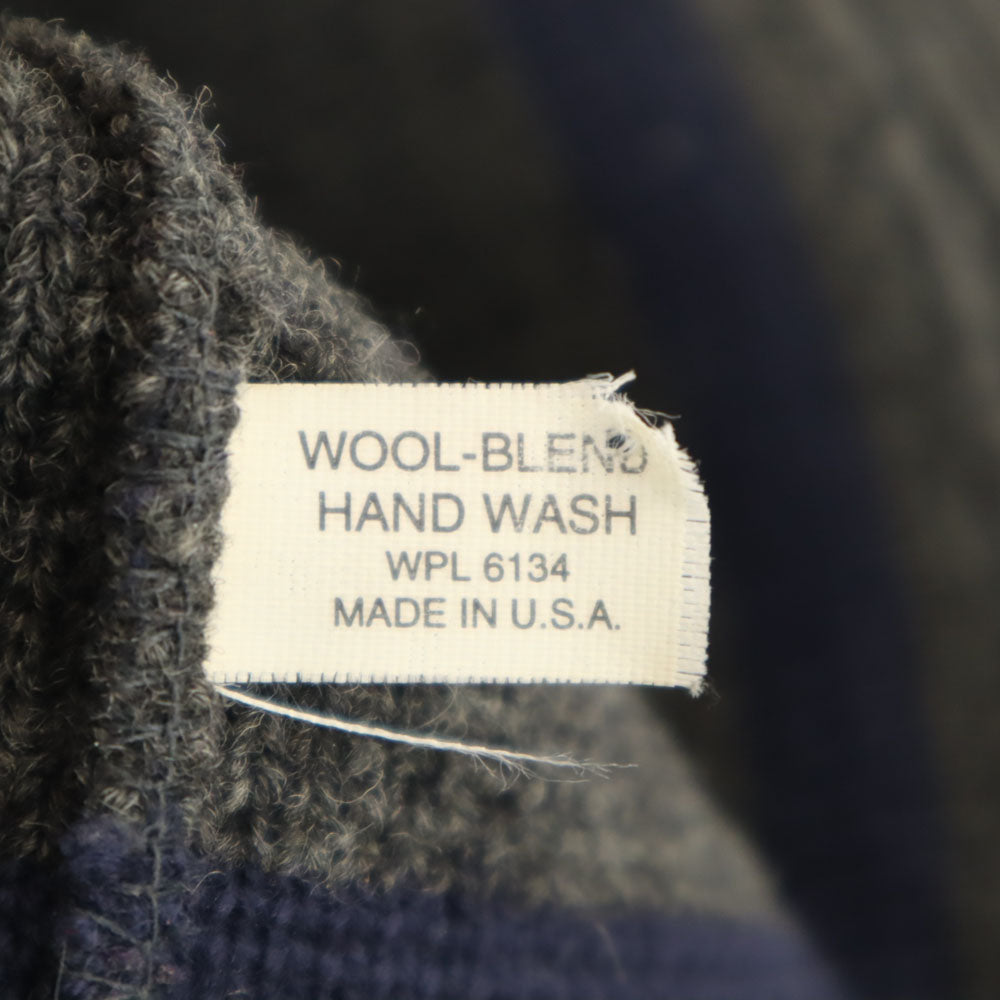 WOOL-BLEND
HAND WASH
WPL 6134
MADE IN U.S.A.